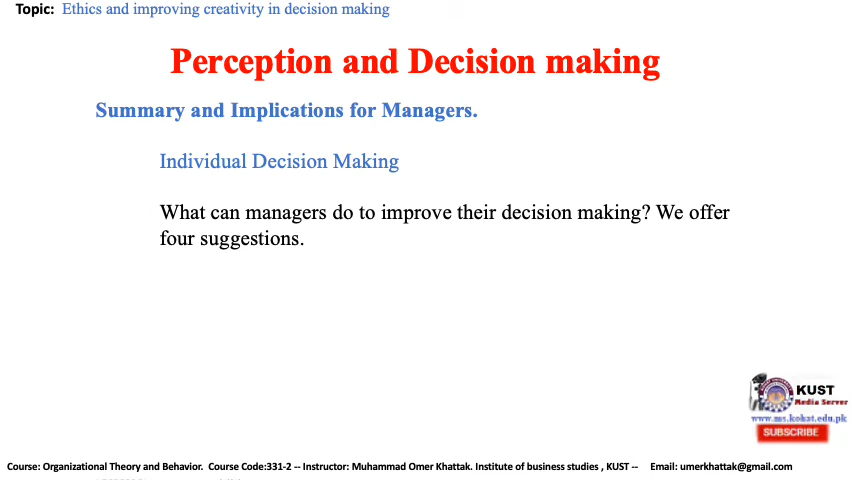 Topic: Ethics and improving creativity in decision making
Perception and Decision making
Summary and Implications for Managers.
Individual Decision Making
What can managers do to improve their decision making? We offer
four suggestions.
KUST
Media Server
www.ms.kohat.edu.pk
SUBSCRIBE
Course: Organizational Theory and Behavior. Course Code:331-2 -- Instructor: Muhammad Omer Khattak. Institute of business studies , KUST -- Email: umerkhattak@gmail.com